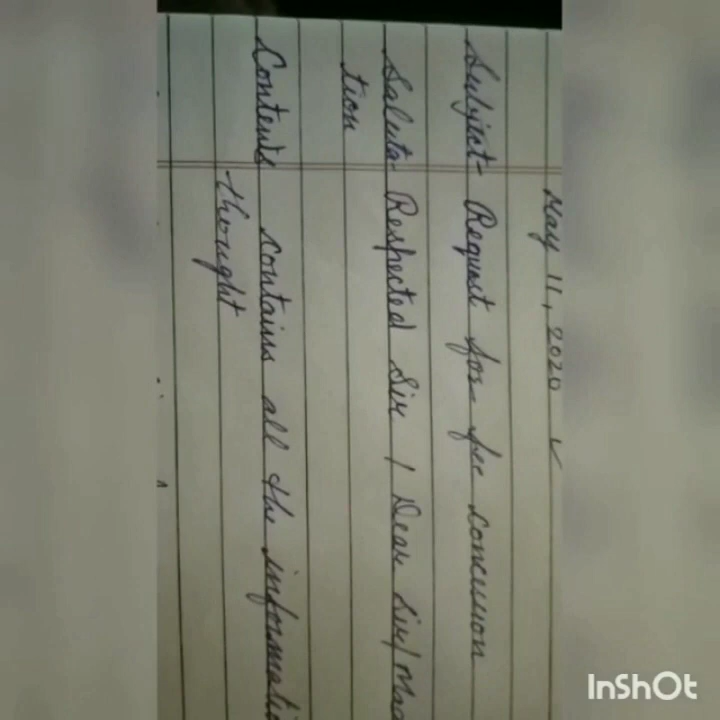 May 11, 2020
Subject- Request for fee concession
Saluta- Respected Sir / Dear Sir/Mad
tion
Contents contains all the informati
thought
InShOt